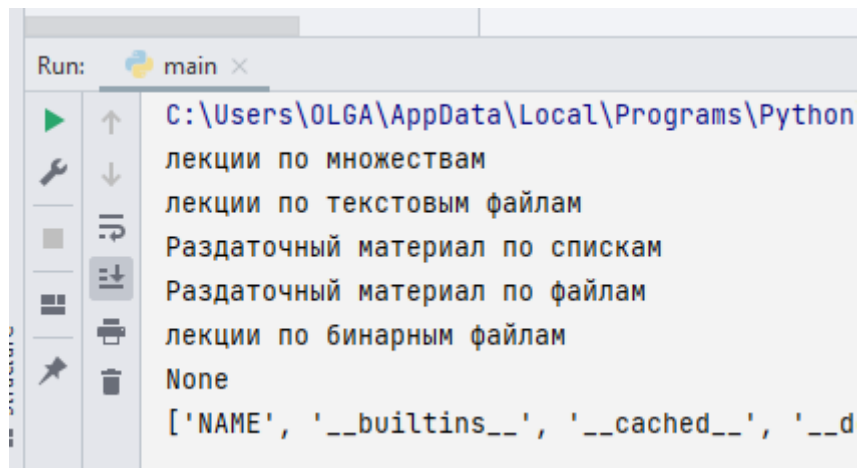 Run: main
C:\Users\OLGA\AppData\Local\Programs\Python
лекции по множествам
лекции по текстовым файлам
Раздаточный материал по спискам
Раздаточный материал по файлам
лекции по бинарным файлам
None
['NAME', '__builtins__', '__cached__', '__d